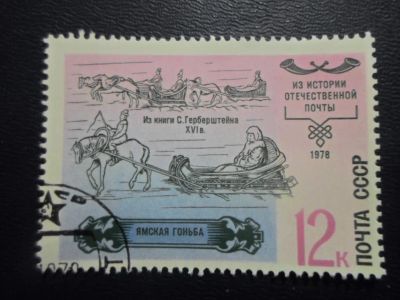 ИЗ ИСТОРИИ
ОТЕЧЕСТВЕННОЙ
ПОЧТЫ
1978
Из книги С.Герберштейна
XVIв.
ЯМСКАЯ ГОНЬБА
12к
ПОЧТА СССР